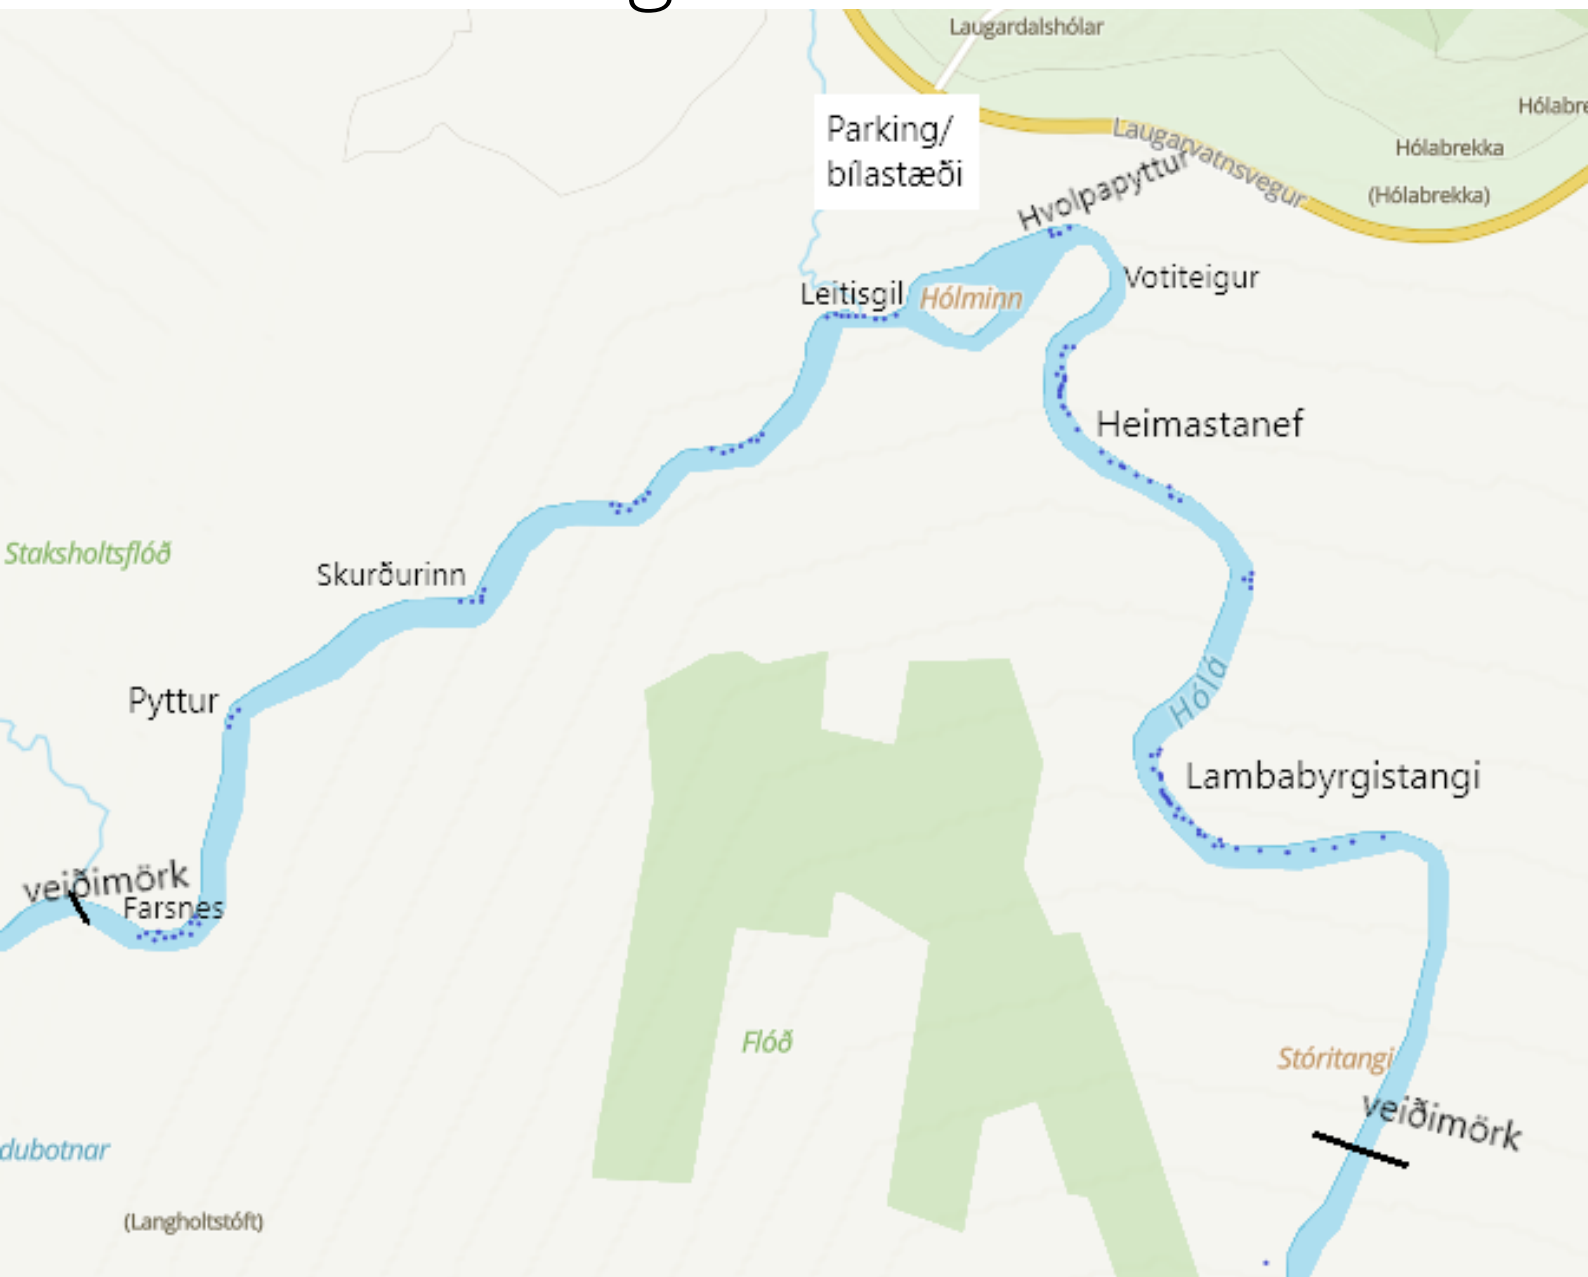 Laugardalshólar
Hólabre
Parking/
bílastæði
Laugarvatnsvegur
Hólabrekka
Hvolpapyttur
(Hólabrekka)
Votiteigur
Leitisgil
Hólminn
Heimastanef
Staksholtsflóð
Skurðurinn
Hólá
Pyttur
Lambabyrgistangi
veiðimörk
Farsnes
Flóð
Stóritangi
veiðimörk
dubotnar
(Langholtstóft)